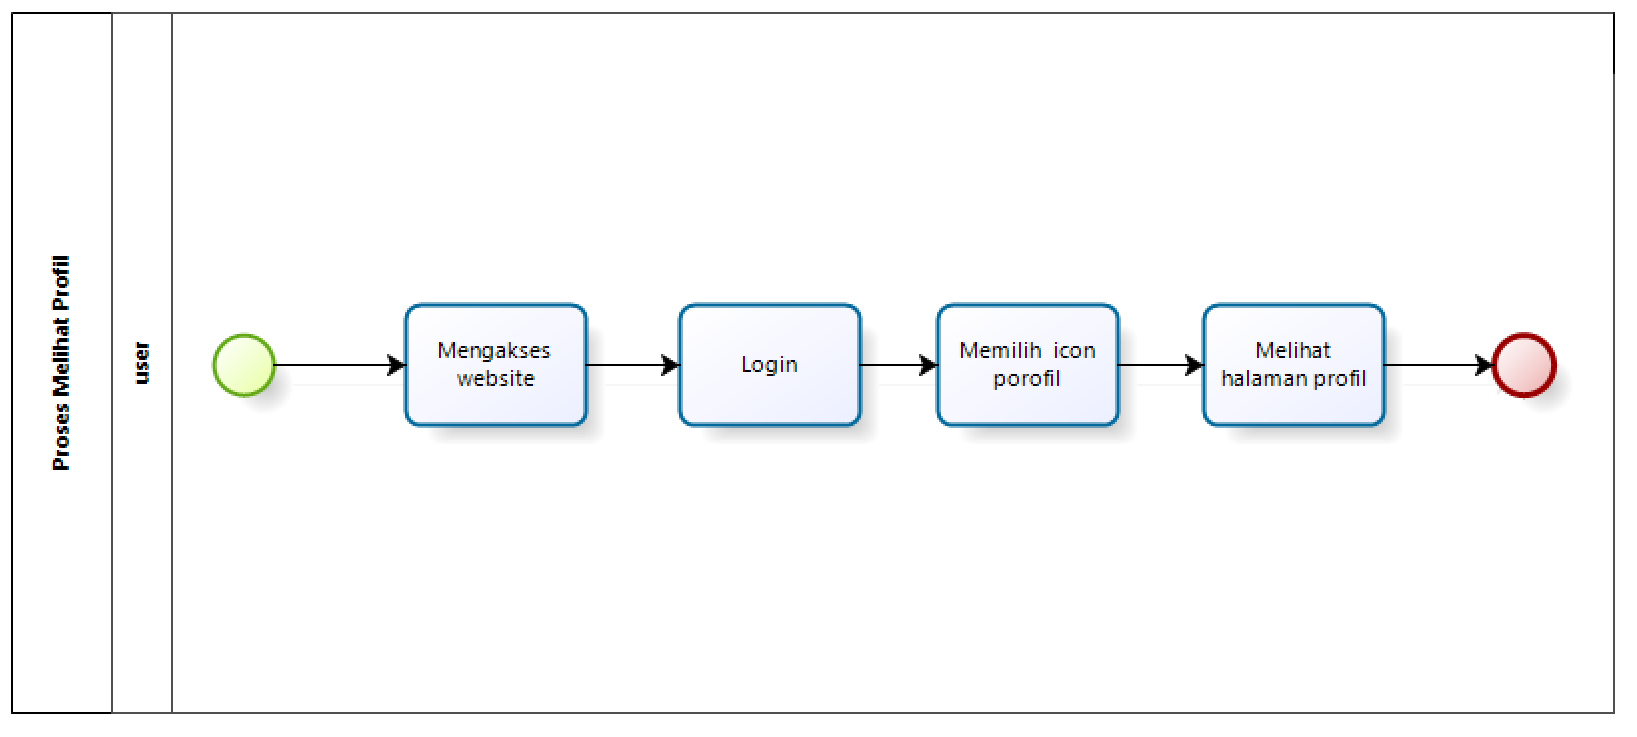 Proses Melihat Profil
user
Mengakses
website
Login
Memilih  icon
porofil
Melihat
halaman profil